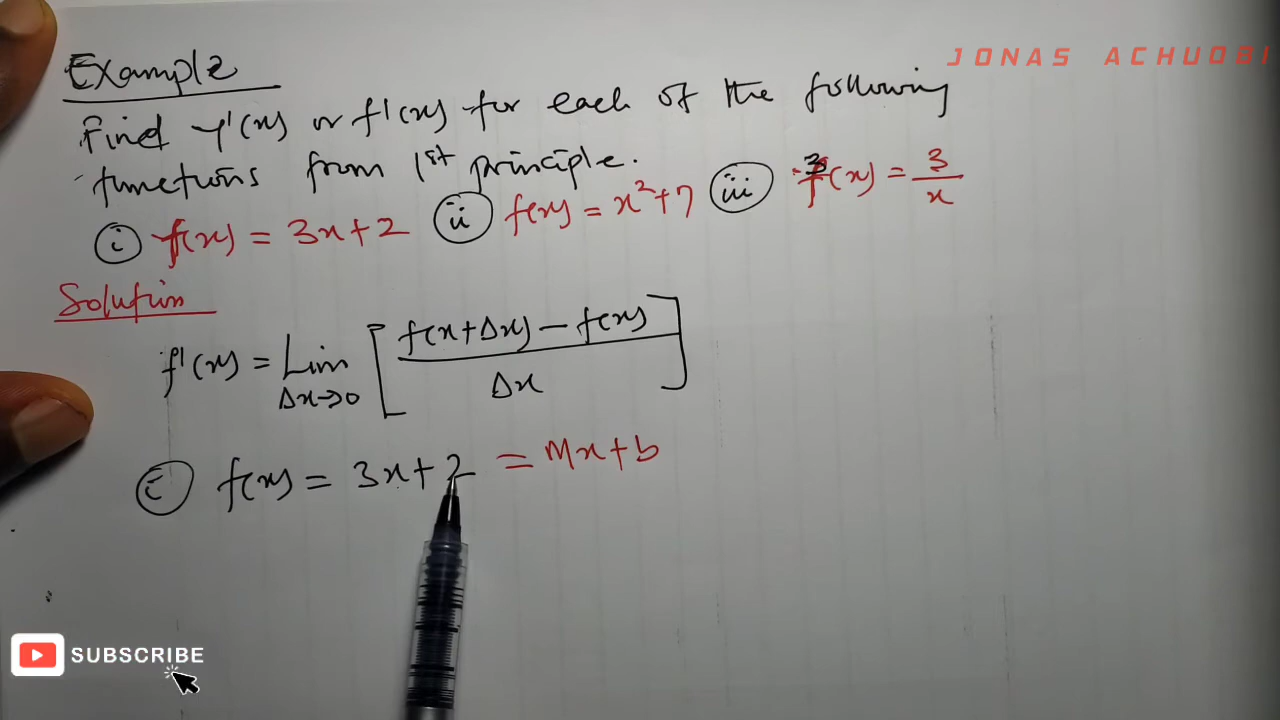 JONAS ACHUOBI
Example
Find y'(x) or f'(x) for each of the following
functions from 1st principle.
(i) f(x) = 3x+2 (ii) f(x) = x²+7 (iii) f(x) = 3/x
Solution
f'(x) = Lim Δx→0 [ f(x+Δx) − f(x) / Δx ]
(i) f(x) = 3x+2 = mx+b
SUBSCRIBE